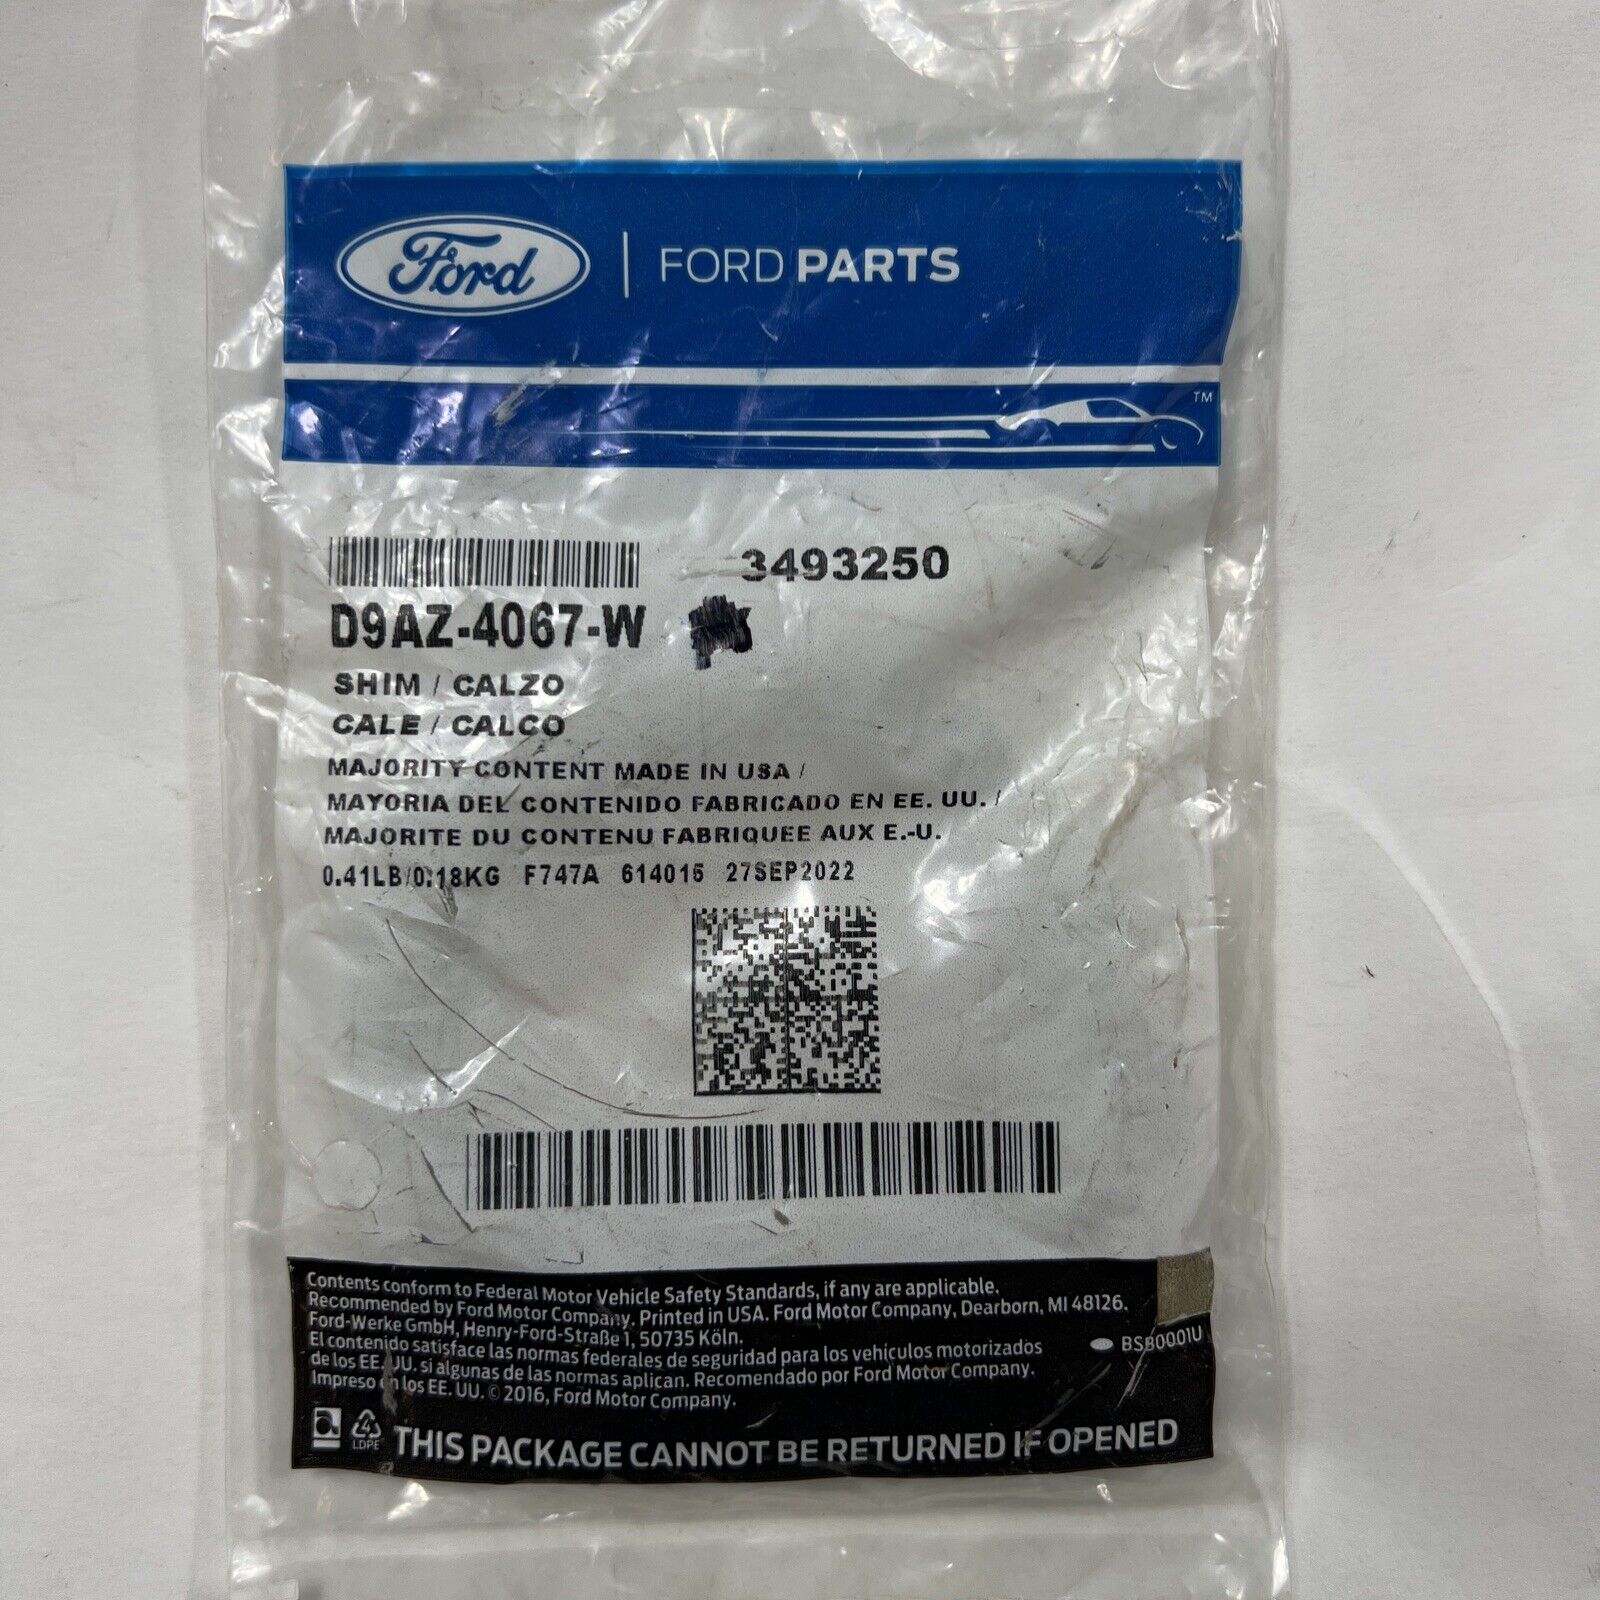 Ford | FORD PARTS
TM
3493250
D9AZ-4067-W
SHIM / CALZO
CALE / CALCO
MAJORITY CONTENT MADE IN USA /
MAYORIA DEL CONTENIDO FABRICADO EN EE. UU. /
MAJORITE DU CONTENU FABRIQUEE AUX E.-U.
0.41LB/0.18KG F747A 614015 27SEP2022
Contents conform to Federal Motor Vehicle Safety Standards, if any are applicable.
Recommended by Ford Motor Company. Printed in USA. Ford Motor Company, Dearborn, MI 48126.
Ford-Werke GmbH, Henry-Ford-Straße 1, 50735 Köln.
El contenido satisface las normas federales de seguridad para los vehículos motorizados
de los EE. UU. si algunas de las normas aplican. Recomendado por Ford Motor Company.
Impreso en los EE. UU. © 2016, Ford Motor Company.
BSB0001U
4
LDPE
THIS PACKAGE CANNOT BE RETURNED IF OPENED